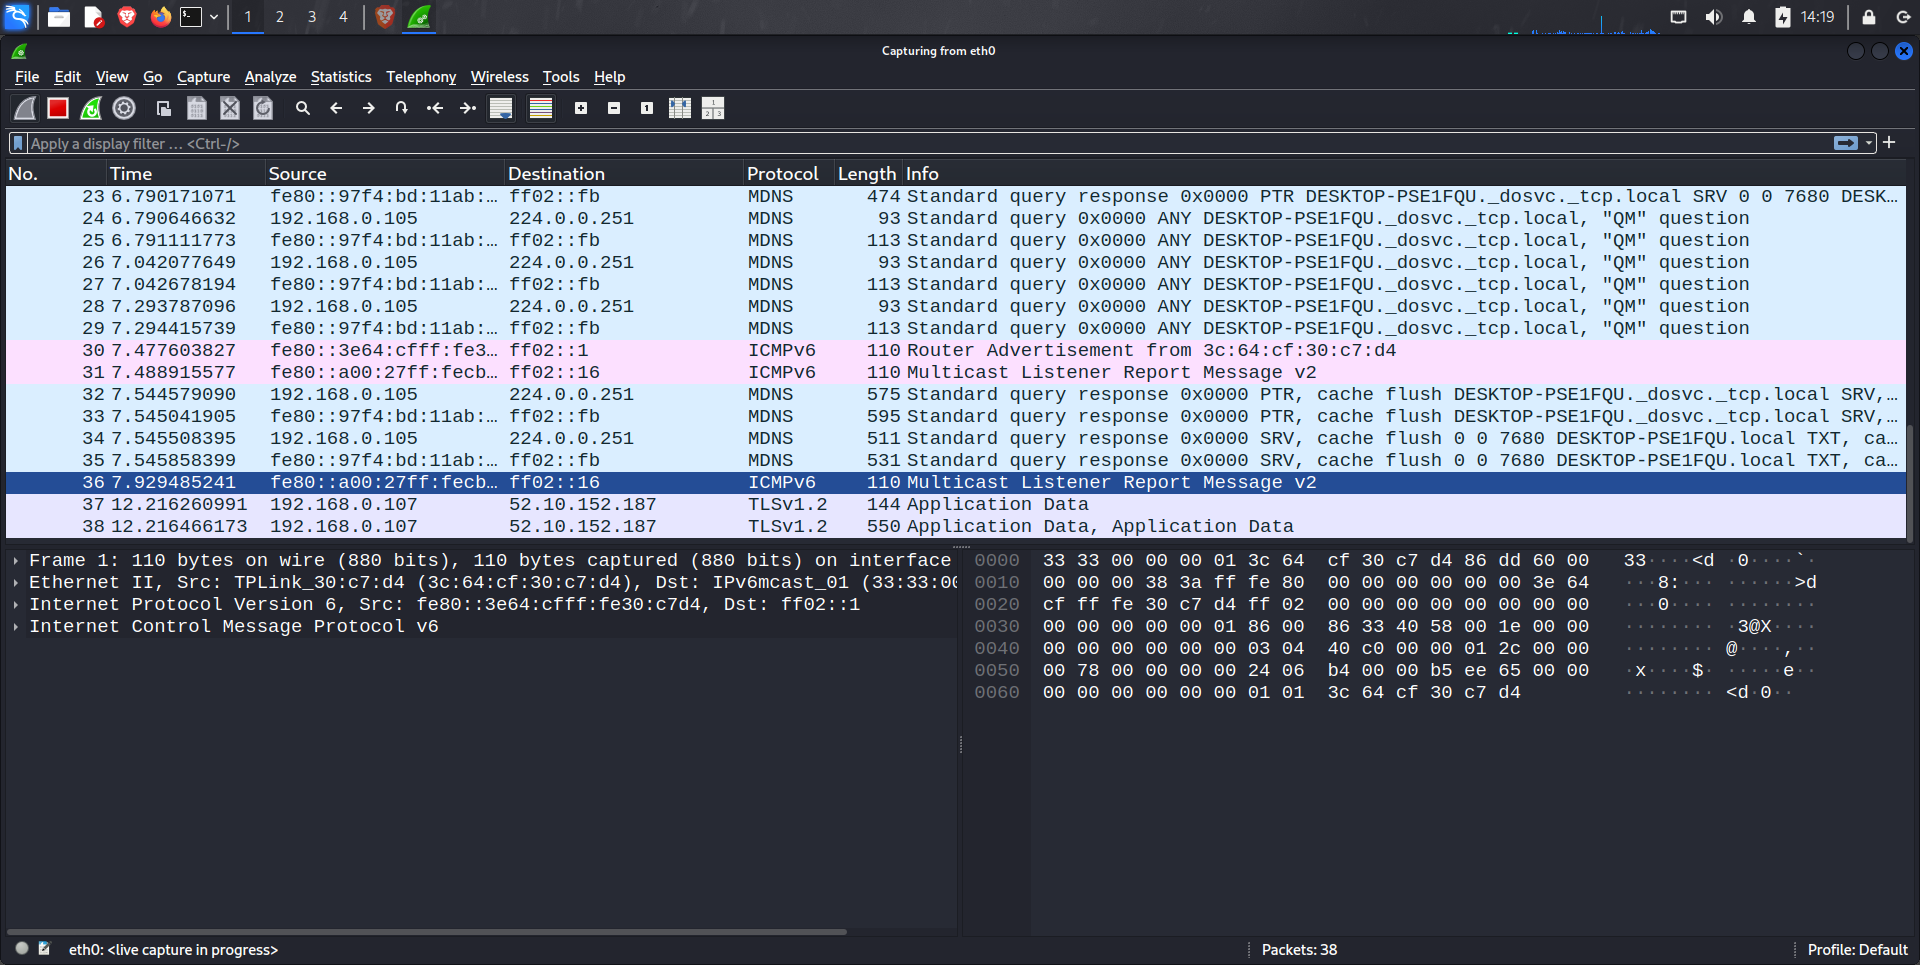 1 2 3 4 14:19
Capturing from eth0
File Edit View Go Capture Analyze Statistics Telephony Wireless Tools Help
Apply a display filter … <Ctrl-/>
No. Time Source Destination Protocol Length Info
23 6.790171071 fe80::97f4:bd:11ab:… ff02::fb MDNS 474 Standard query response 0x0000 PTR DESKTOP-PSE1FQU._dosvc._tcp.local SRV 0 0 7680 DESK…
24 6.790646632 192.168.0.105 224.0.0.251 MDNS 93 Standard query 0x0000 ANY DESKTOP-PSE1FQU._dosvc._tcp.local, "QM" question
25 6.791111773 fe80::97f4:bd:11ab:… ff02::fb MDNS 113 Standard query 0x0000 ANY DESKTOP-PSE1FQU._dosvc._tcp.local, "QM" question
26 7.042077649 192.168.0.105 224.0.0.251 MDNS 93 Standard query 0x0000 ANY DESKTOP-PSE1FQU._dosvc._tcp.local, "QM" question
27 7.042678194 fe80::97f4:bd:11ab:… ff02::fb MDNS 113 Standard query 0x0000 ANY DESKTOP-PSE1FQU._dosvc._tcp.local, "QM" question
28 7.293787096 192.168.0.105 224.0.0.251 MDNS 93 Standard query 0x0000 ANY DESKTOP-PSE1FQU._dosvc._tcp.local, "QM" question
29 7.294415739 fe80::97f4:bd:11ab:… ff02::fb MDNS 113 Standard query 0x0000 ANY DESKTOP-PSE1FQU._dosvc._tcp.local, "QM" question
30 7.477603827 fe80::3e64:cfff:fe3… ff02::1 ICMPv6 110 Router Advertisement from 3c:64:cf:30:c7:d4
31 7.488915577 fe80::a00:27ff:fecb… ff02::16 ICMPv6 110 Multicast Listener Report Message v2
32 7.544579090 192.168.0.105 224.0.0.251 MDNS 575 Standard query response 0x0000 PTR, cache flush DESKTOP-PSE1FQU._dosvc._tcp.local SRV,…
33 7.545041905 fe80::97f4:bd:11ab:… ff02::fb MDNS 595 Standard query response 0x0000 PTR, cache flush DESKTOP-PSE1FQU._dosvc._tcp.local SRV,…
34 7.545508395 192.168.0.105 224.0.0.251 MDNS 511 Standard query response 0x0000 SRV, cache flush 0 0 7680 DESKTOP-PSE1FQU.local TXT, ca…
35 7.545858399 fe80::97f4:bd:11ab:… ff02::fb MDNS 531 Standard query response 0x0000 SRV, cache flush 0 0 7680 DESKTOP-PSE1FQU.local TXT, ca…
36 7.929485241 fe80::a00:27ff:fecb… ff02::16 ICMPv6 110 Multicast Listener Report Message v2
37 12.216260991 192.168.0.107 52.10.152.187 TLSv1.2 144 Application Data
38 12.216466173 192.168.0.107 52.10.152.187 TLSv1.2 550 Application Data, Application Data
Frame 1: 110 bytes on wire (880 bits), 110 bytes captured (880 bits) on interface
Ethernet II, Src: TPLink_30:c7:d4 (3c:64:cf:30:c7:d4), Dst: IPv6mcast_01 (33:33:00
Internet Protocol Version 6, Src: fe80::3e64:cfff:fe30:c7d4, Dst: ff02::1
Internet Control Message Protocol v6
0000 33 33 00 00 00 01 3c 64 cf 30 c7 d4 86 dd 60 00 33····<d ·0····`·
0010 00 00 00 38 3a ff fe 80 00 00 00 00 00 00 3e 64 ···8:··· ······>d
0020 cf ff fe 30 c7 d4 ff 02 00 00 00 00 00 00 00 00 ···0···· ········
0030 00 00 00 00 00 01 86 00 86 33 40 58 00 1e 00 00 ········ ·3@X····
0040 00 00 00 00 00 00 03 04 40 c0 00 00 01 2c 00 00 ········ @····,··
0050 00 78 00 00 00 00 24 06 b4 00 00 b5 ee 65 00 00 ·x····$· ·····e··
0060 00 00 00 00 00 00 01 01 3c 64 cf 30 c7 d4 ········ <d·0··
eth0: <live capture in progress> Packets: 38 Profile: Default